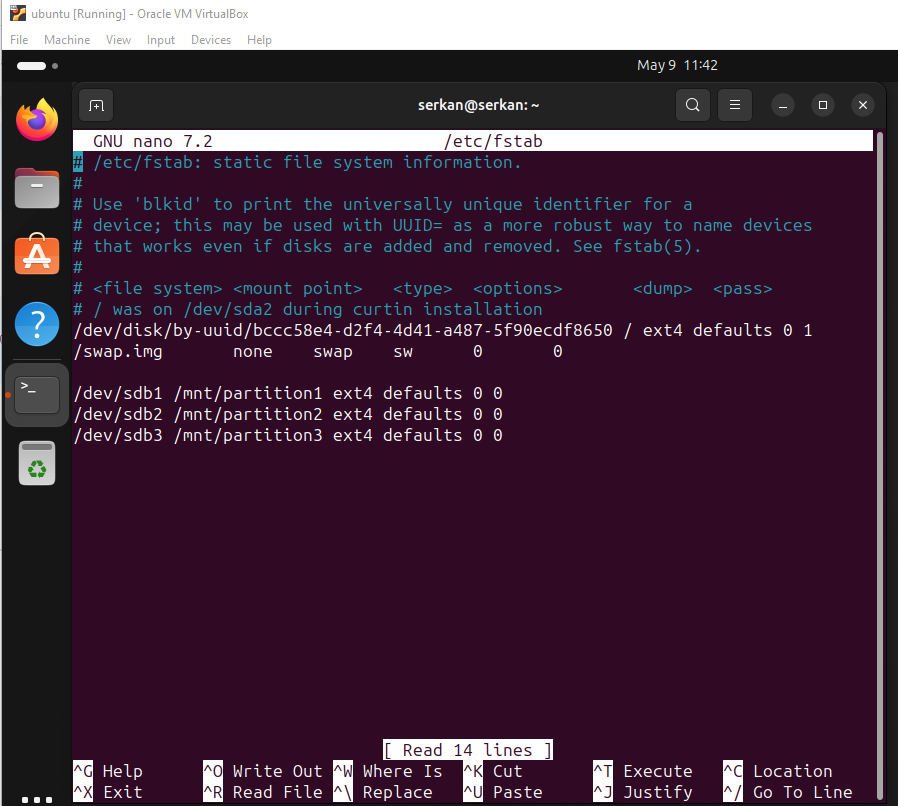 ubuntu [Running] - Oracle VM VirtualBox
File Machine View Input Devices Help
May 9 11:42
serkan@serkan: ~
GNU nano 7.2 /etc/fstab
# /etc/fstab: static file system information.
#
# Use 'blkid' to print the universally unique identifier for a
# device; this may be used with UUID= as a more robust way to name devices
# that works even if disks are added and removed. See fstab(5).
#
# <file system> <mount point>   <type>  <options>       <dump>  <pass>
# / was on /dev/sda2 during curtin installation
/dev/disk/by-uuid/bccc58e4-d2f4-4d41-a487-5f90ecdf8650 / ext4 defaults 0 1
/swap.img       none    swap    sw      0       0
/dev/sdb1 /mnt/partition1 ext4 defaults 0 0
/dev/sdb2 /mnt/partition2 ext4 defaults 0 0
/dev/sdb3 /mnt/partition3 ext4 defaults 0 0
[ Read 14 lines ]
^G Help ^O Write Out ^W Where Is ^K Cut ^T Execute ^C Location
^X Exit ^R Read File ^\ Replace ^U Paste ^J Justify ^/ Go To Line